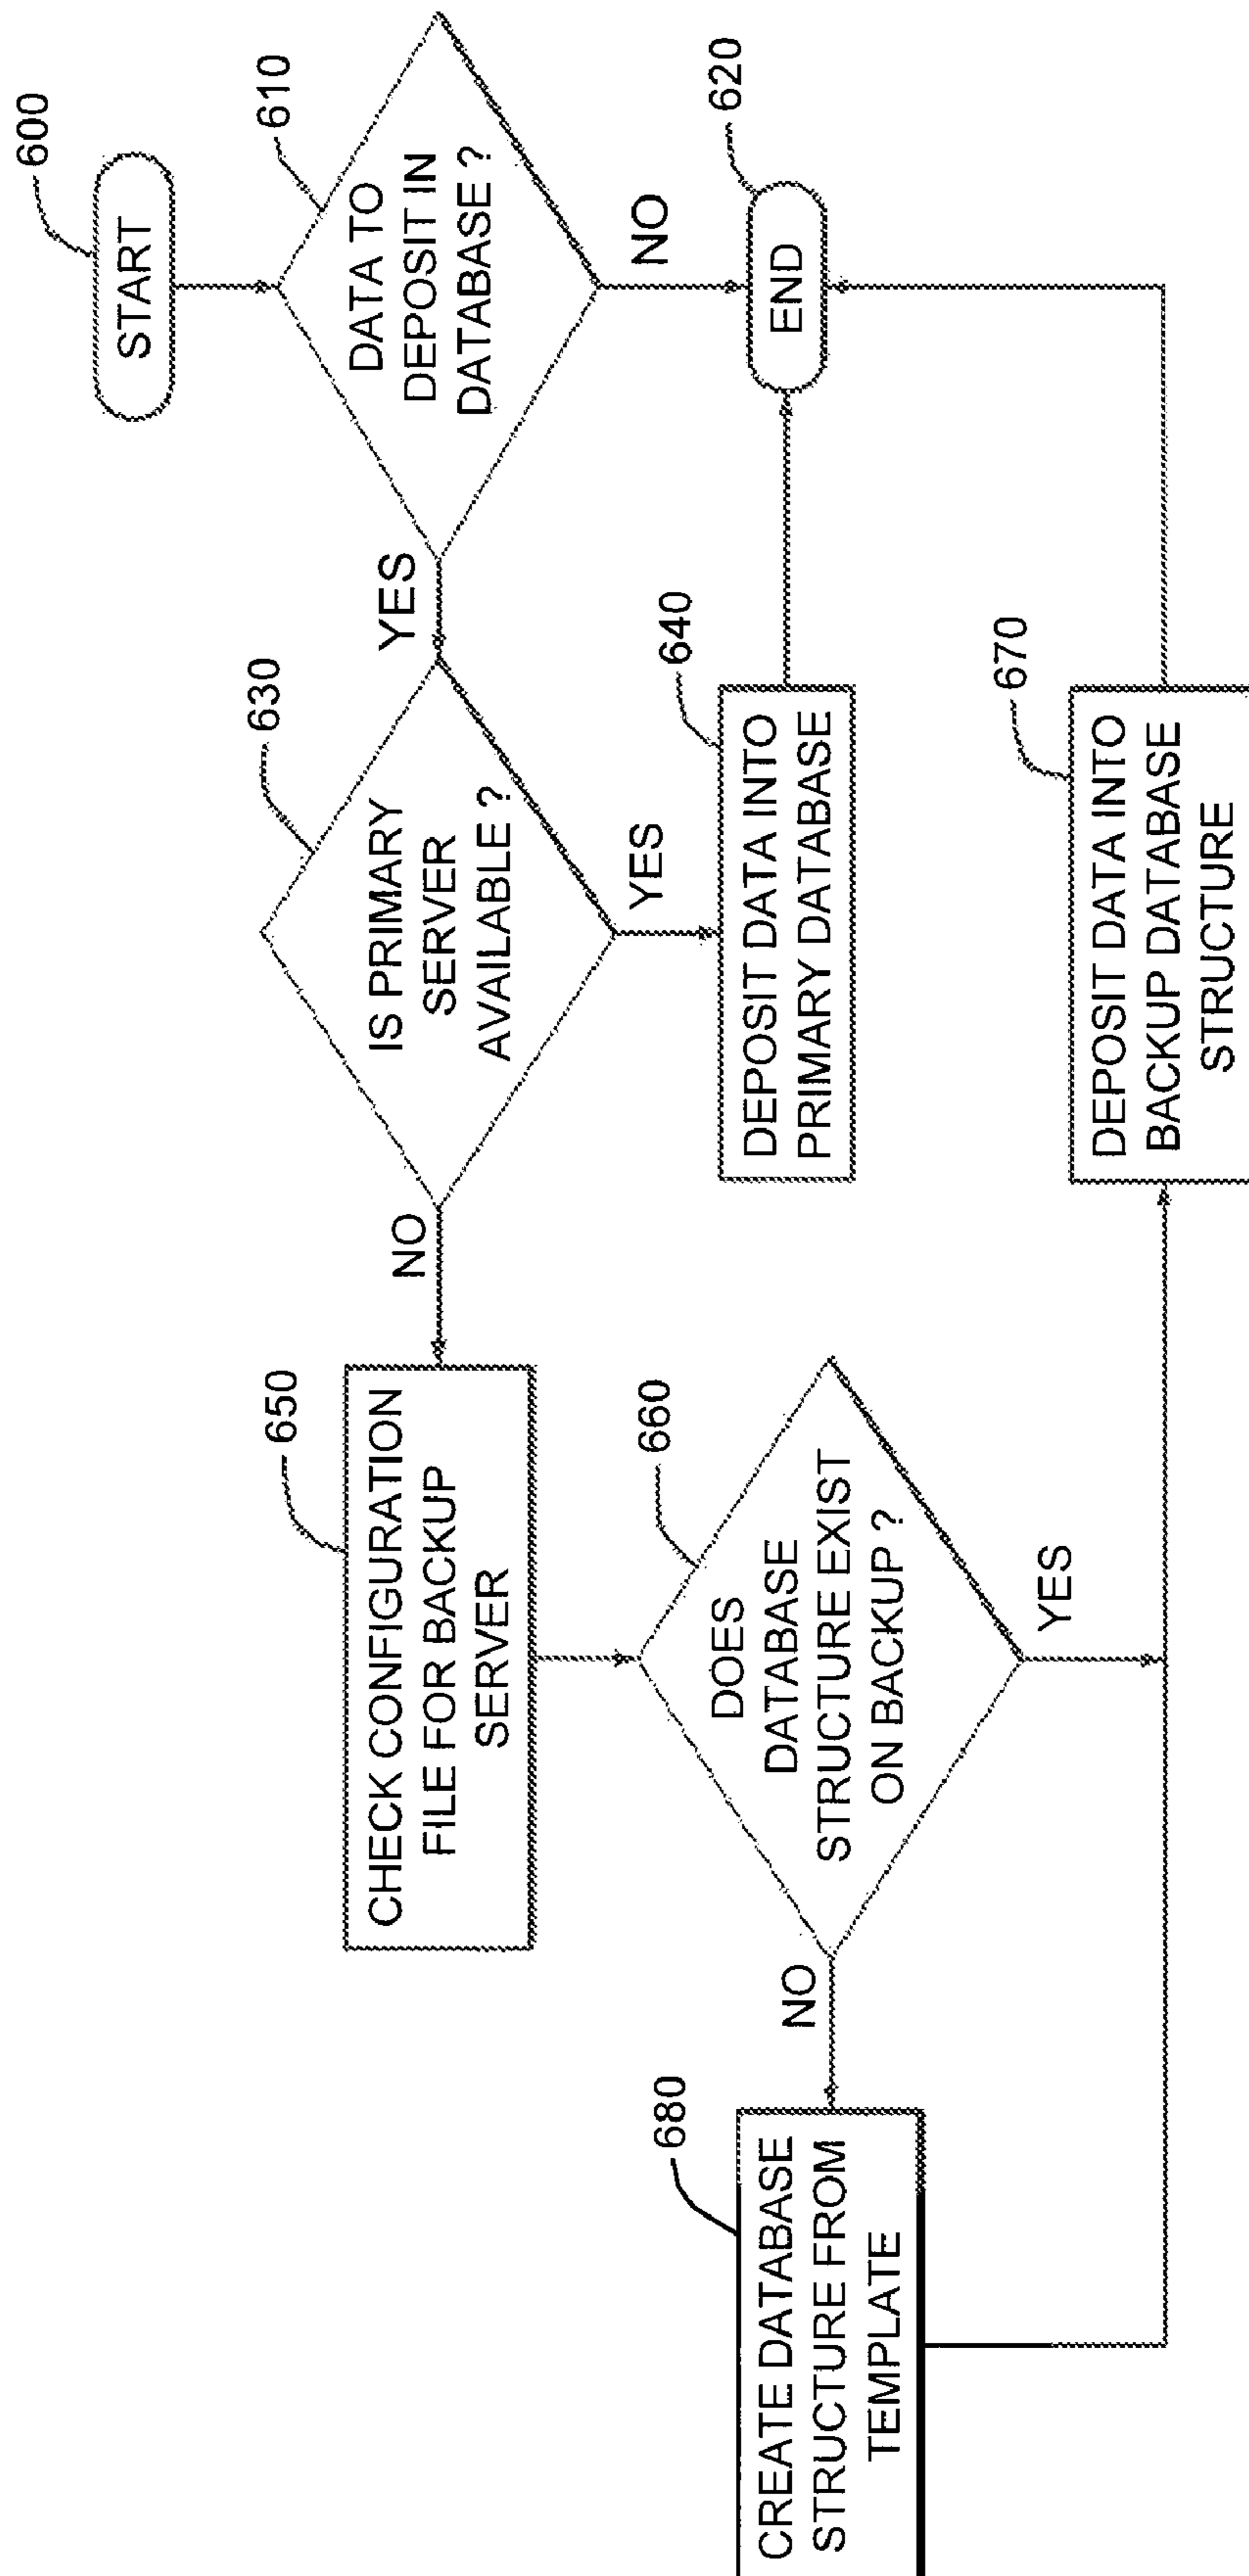 600
START
610
DATA TO
DEPOSIT IN
DATABASE ?
NO
620
END
YES
630
IS PRIMARY
SERVER
AVAILABLE ?
YES
640
DEPOSIT DATA INTO
PRIMARY DATABASE
NO
650
CHECK CONFIGURATION
FILE FOR BACKUP
SERVER
660
DOES
DATABASE
STRUCTURE EXIST
ON BACKUP ?
YES
670
DEPOSIT DATA INTO
BACKUP DATABASE
STRUCTURE
NO
680
CREATE DATABASE
STRUCTURE FROM
TEMPLATE